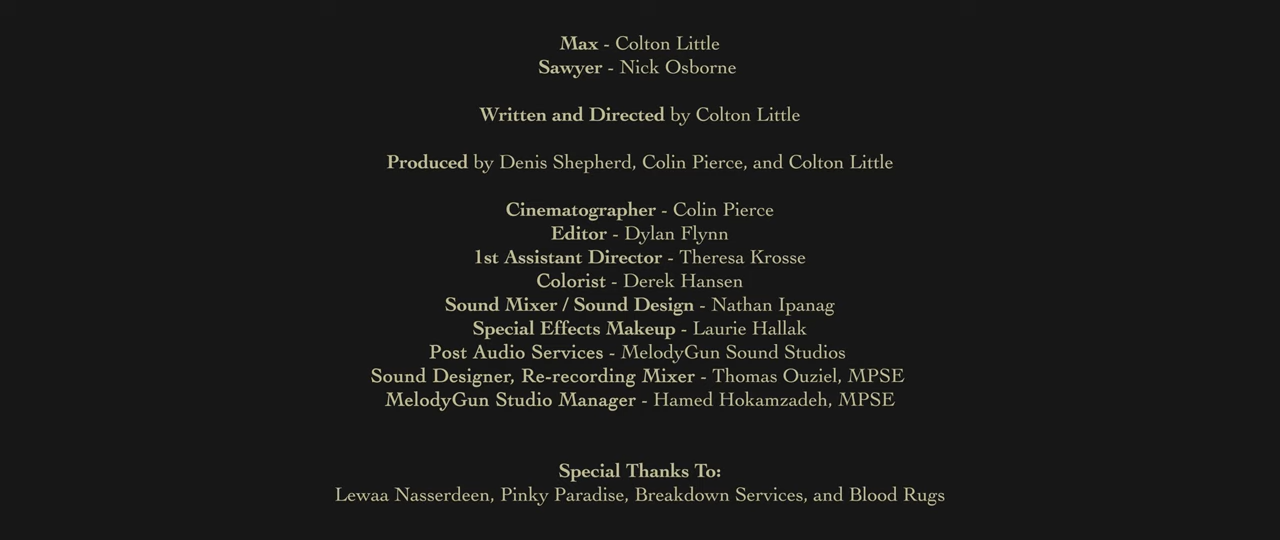 Max - Colton Little
Sawyer - Nick Osborne
Written and Directed by Colton Little
Produced by Denis Shepherd, Colin Pierce, and Colton Little
Cinematographer - Colin Pierce
Editor - Dylan Flynn
1st Assistant Director - Theresa Krosse
Colorist - Derek Hansen
Sound Mixer / Sound Design - Nathan Ipanag
Special Effects Makeup - Laurie Hallak
Post Audio Services - MelodyGun Sound Studios
Sound Designer, Re-recording Mixer - Thomas Ouziel, MPSE
MelodyGun Studio Manager - Hamed Hokamzadeh, MPSE
Special Thanks To:
Lewaa Nasserdeen, Pinky Paradise, Breakdown Services, and Blood Rugs